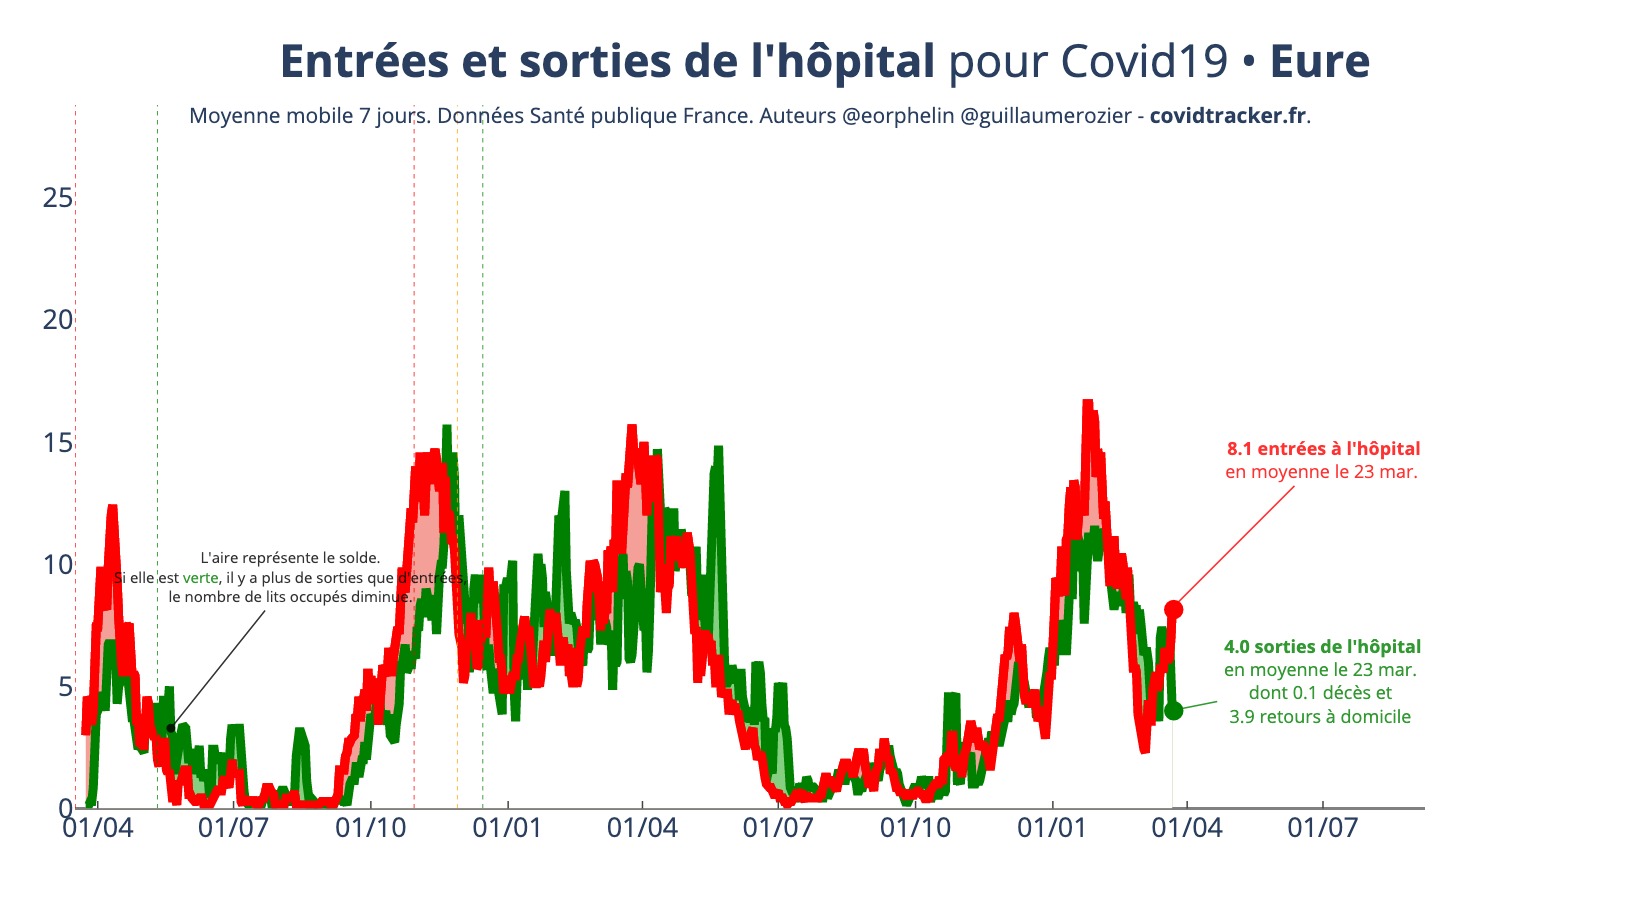 Entrées et sorties de l'hôpital pour Covid19 • Eure
Moyenne mobile 7 jours. Données Santé publique France. Auteurs @eorphelin @guillaumerozier - covidtracker.fr.
25
20
15
10
5
0
8.1 entrées à l'hôpital
en moyenne le 23 mar.
L'aire représente le solde.
Si elle est verte, il y a plus de sorties que d'entrées,
le nombre de lits occupés diminue.
4.0 sorties de l'hôpital
en moyenne le 23 mar.
dont 0.1 décès et
3.9 retours à domicile
01/04 01/07 01/10 01/01 01/04 01/07 01/10 01/01 01/04 01/07